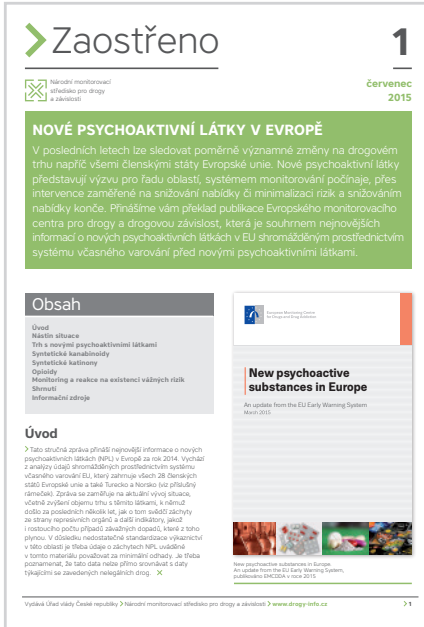 Zaostřeno
1
Národní monitorovací
středisko pro drogy
a závislosti
červenec
2015
NOVÉ PSYCHOAKTIVNÍ LÁTKY V EVROPĚ
V posledních letech lze sledovat poměrně významné změny na drogovém
trhu napříč všemi členskými státy Evropské unie. Nové psychoaktivní látky
představují výzvu pro řadu oblastí, systémem monitorování počínaje, přes
intervence zaměřené na snižování nabídky či minimalizaci rizik a snižováním
nabídky konče. Přinášíme vám překlad publikace Evropského monitorovacího
centra pro drogy a drogovou závislost, která je souhrnem nejnovějších
informací o nových psychoaktivních látkách v EU shromážděným prostřednictvím
systému včasného varování před novými psychoaktivními látkami.
Obsah
Úvod
Nástin situace
Trh s novými psychoaktivními látkami
Syntetické kanabinoidy
Syntetické katinony
Opioidy
Monitoring a reakce na existenci vážných rizik
Shrnutí
Informační zdroje
Úvod
Tato stručná zpráva přináší nejnovější informace o nových
psychoaktivních látkách (NPL) v Evropě za rok 2014. Vychází
z analýzy údajů shromážděných prostřednictvím systému
včasného varování EU, který zahrnuje všech 28 členských
států Evropské unie a také Turecko a Norsko (viz příslušný
rámeček). Zpráva se zaměřuje na aktuální vývoj situace,
včetně zvýšení objemu trhu s těmito látkami, k němuž
došlo za posledních několik let, jak o tom svědčí záchyty
ze strany represivních orgánů a další indikátory, jakož
i rostoucího počtu případů závažných dopadů, které z toho
plynou. V důsledku nedostatečné standardizace výkaznictví
v této oblasti je třeba údaje o záchytech NPL uváděné
v tomto materiálu považovat za minimální odhady. Je třeba
poznamenat, že tato data nelze přímo srovnávat s daty
týkajícími se zavedených nelegálních drog.
European Monitoring Centre
for Drugs and Drug Addiction
New psychoactive
substances in Europe
An update from the EU Early Warning System
March 2015
New psychoactive substances in Europe.
An update from the EU Early Warning System,
publikováno EMCDDA v roce 2015
Vydává Úřad vlády České republiky > Národní monitorovací středisko pro drogy a závislosti > www.drogy-info.cz
> 1